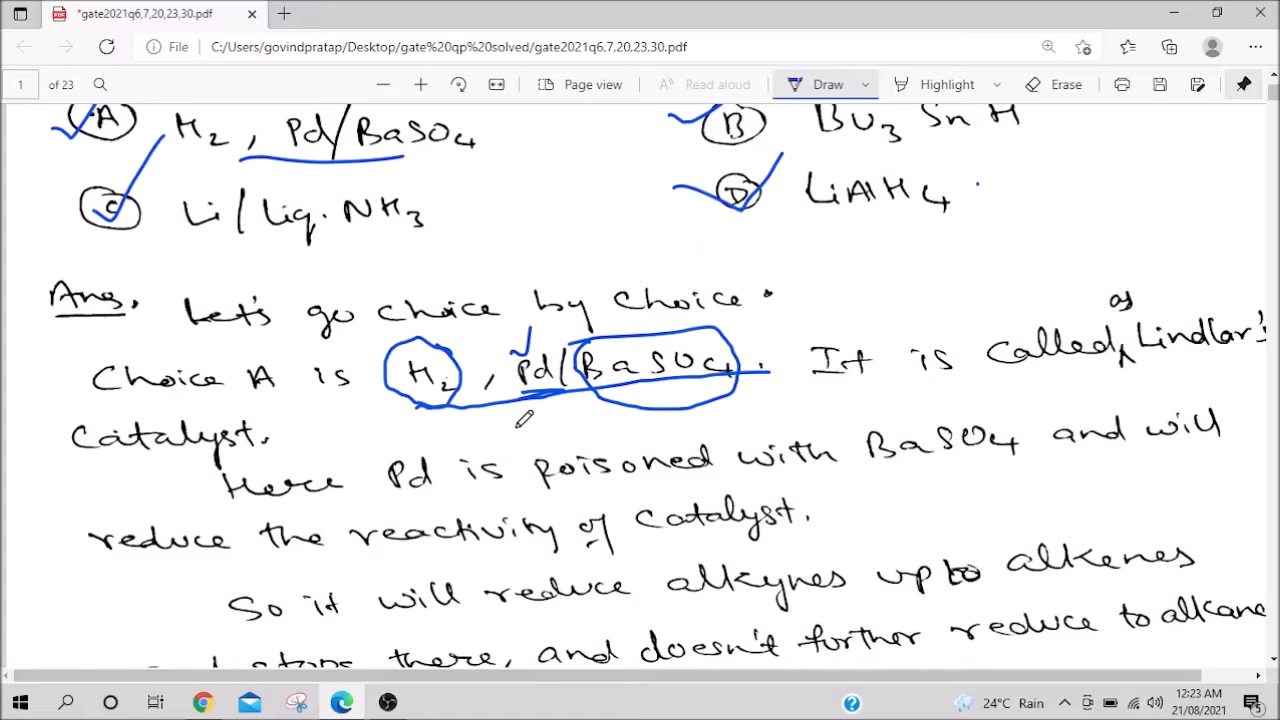 *gate2021q6,7,20,23,30.pdf
File C:/Users/govindpratap/Desktop/gate%20qp%20solved/gate2021q6,7,20,23,30.pdf
1 of 23 Page view Read aloud Draw Highlight Erase
A H2, Pd/BaSO4 B Bu3SnH
C Li/Liq. NH3 D LiAlH4
Ans. Let's go choice by choice.
Choice A is H2, Pd/BaSO4. It is called as Lindlar's
Catalyst.
Here Pd is poisoned with BaSO4 and will
reduce the reactivity of Catalyst.
So it will reduce alkynes upto alkenes
stops there, and doesn't further reduce to alkane
24°C Rain 12:23 AM
21/08/2021 5